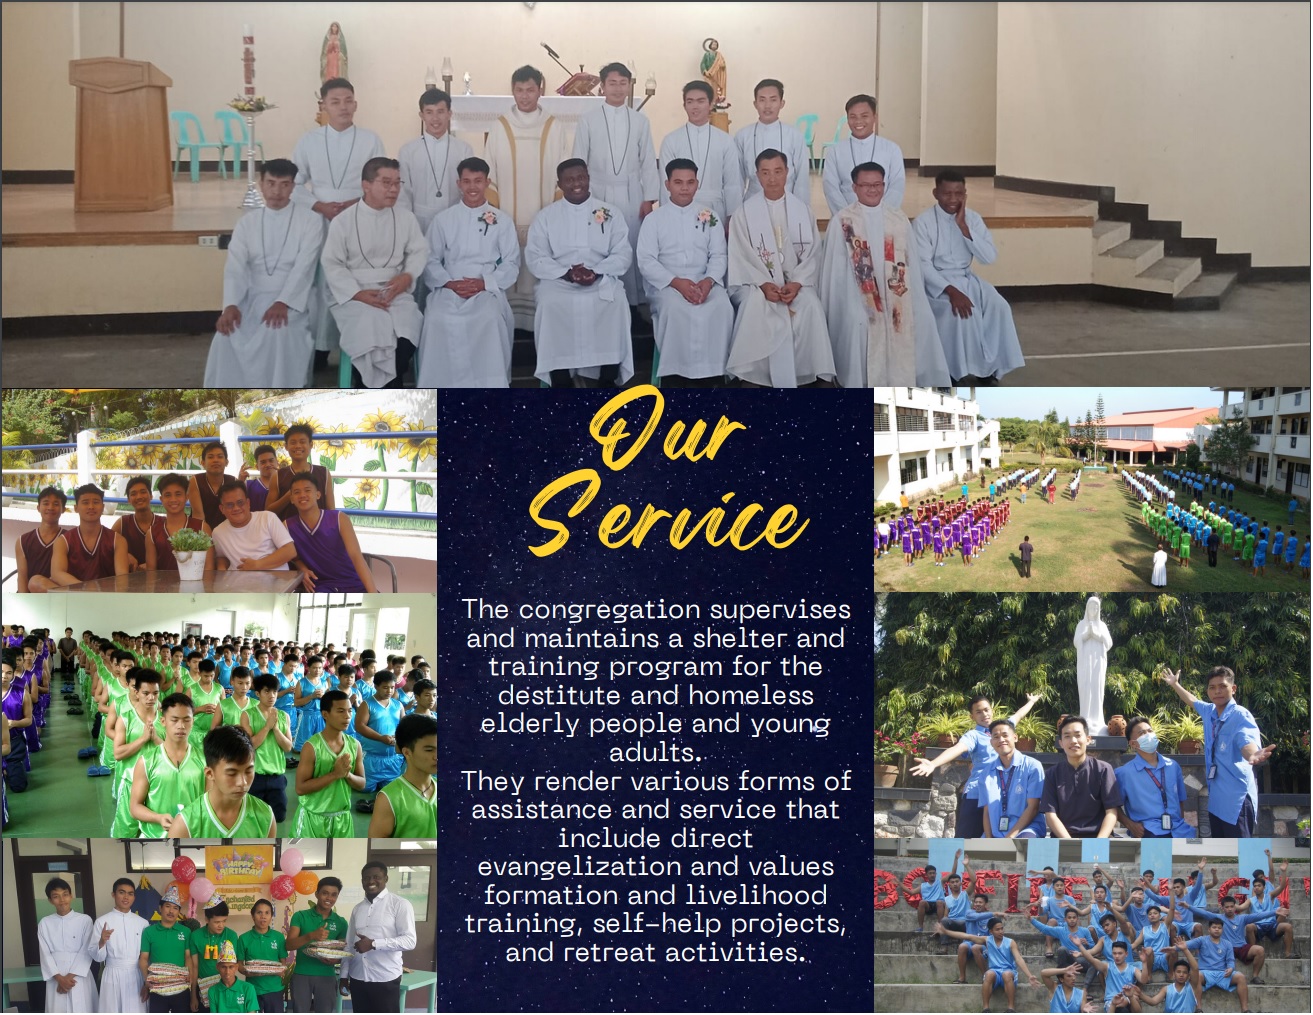 Our
Service
The congregation supervises
and maintains a shelter and
training program for the
destitute and homeless
elderly people and young
adults.
They render various forms of
assistance and service that
include direct
evangelization and values
formation and livelihood
training, self-help projects,
and retreat activities.
HAPPY
BIRTHDAY